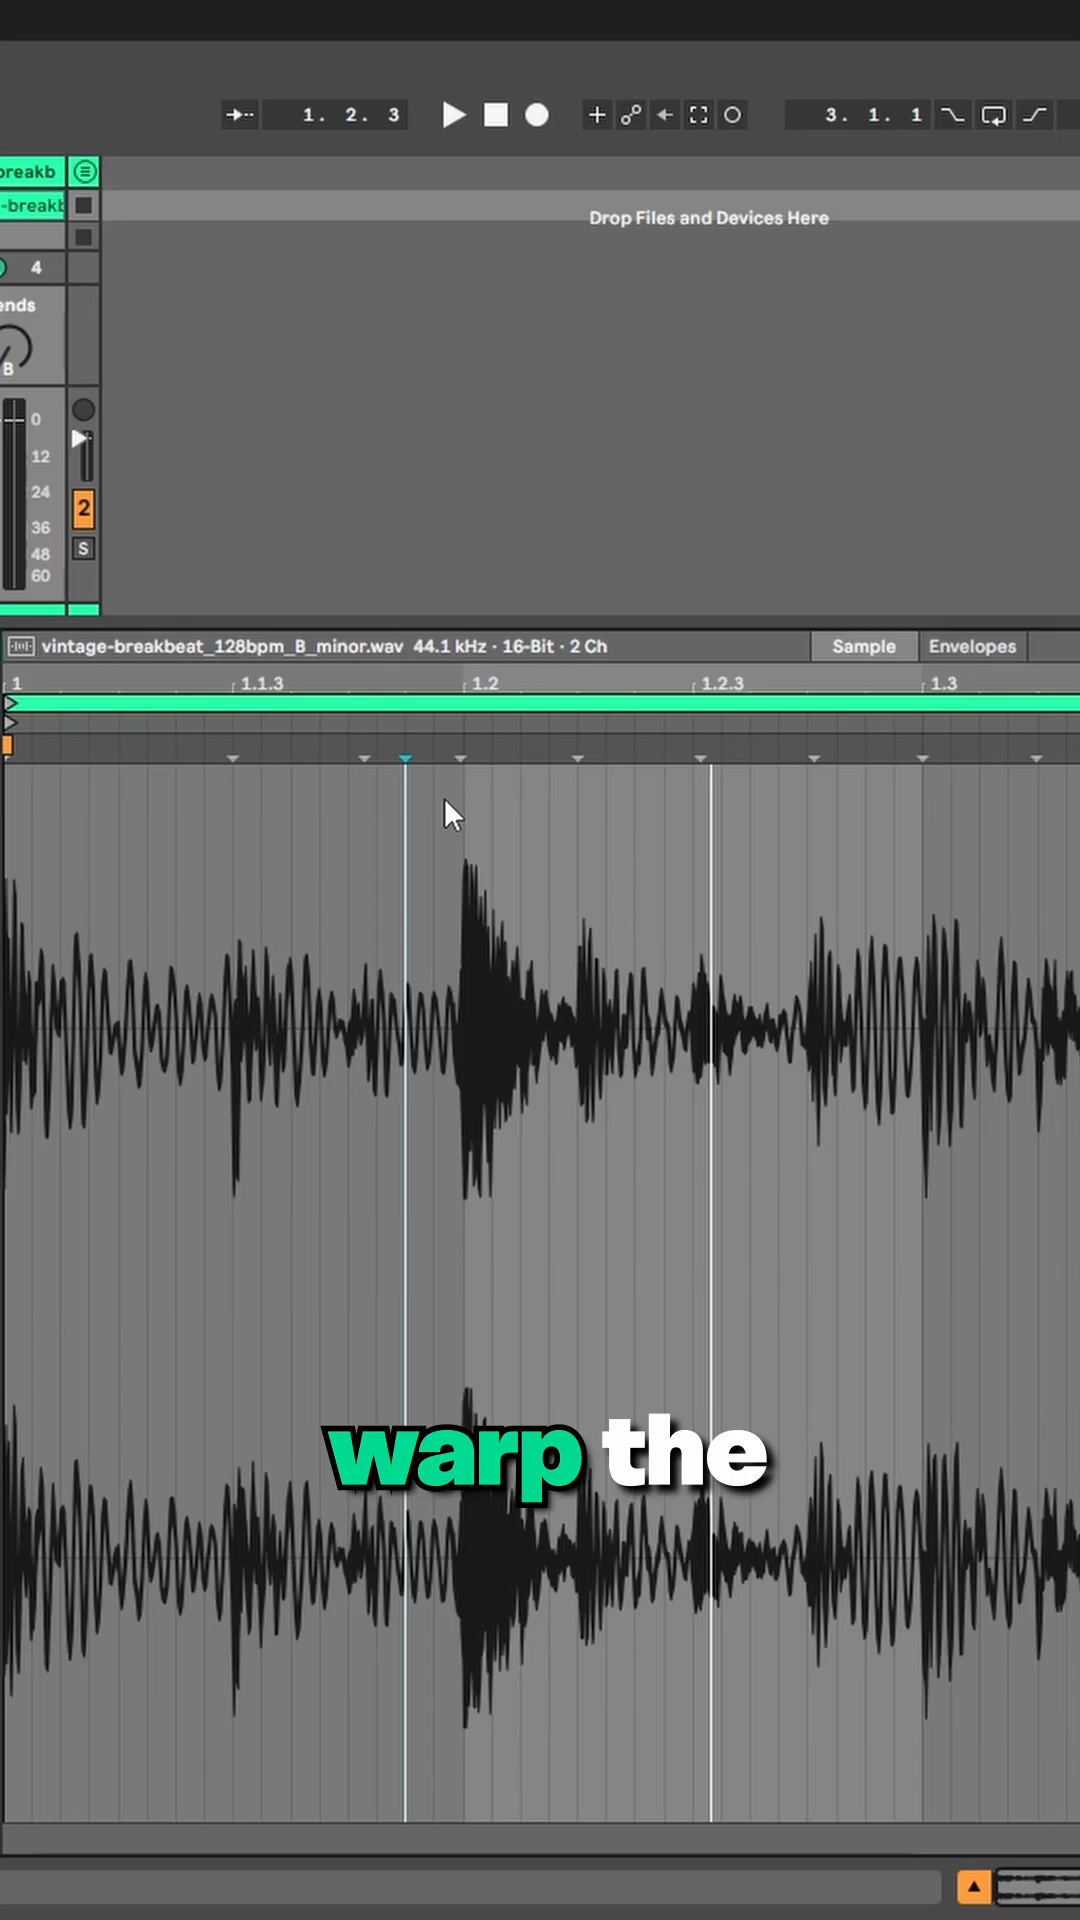 1. 2. 3
3. 1. 1
breakb
-breakb
Drop Files and Devices Here
4
ends
B
0
12
24
36
48
60
2
S
vintage-breakbeat_128bpm_B_minor.wav 44.1 kHz · 16-Bit · 2 Ch
Sample
Envelopes
1
1.1.3
1.2
1.2.3
1.3
warp the